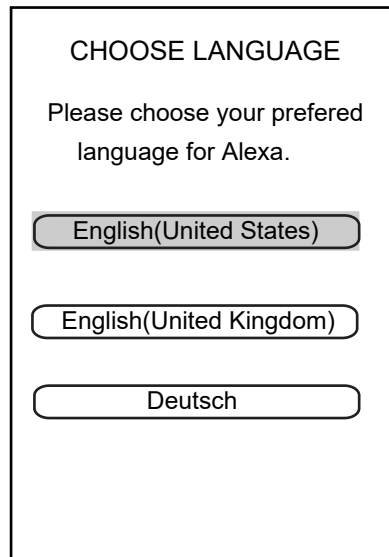 CHOOSE LANGUAGE
Please choose your prefered
language for Alexa.
English(United States)
English(United Kingdom)
Deutsch